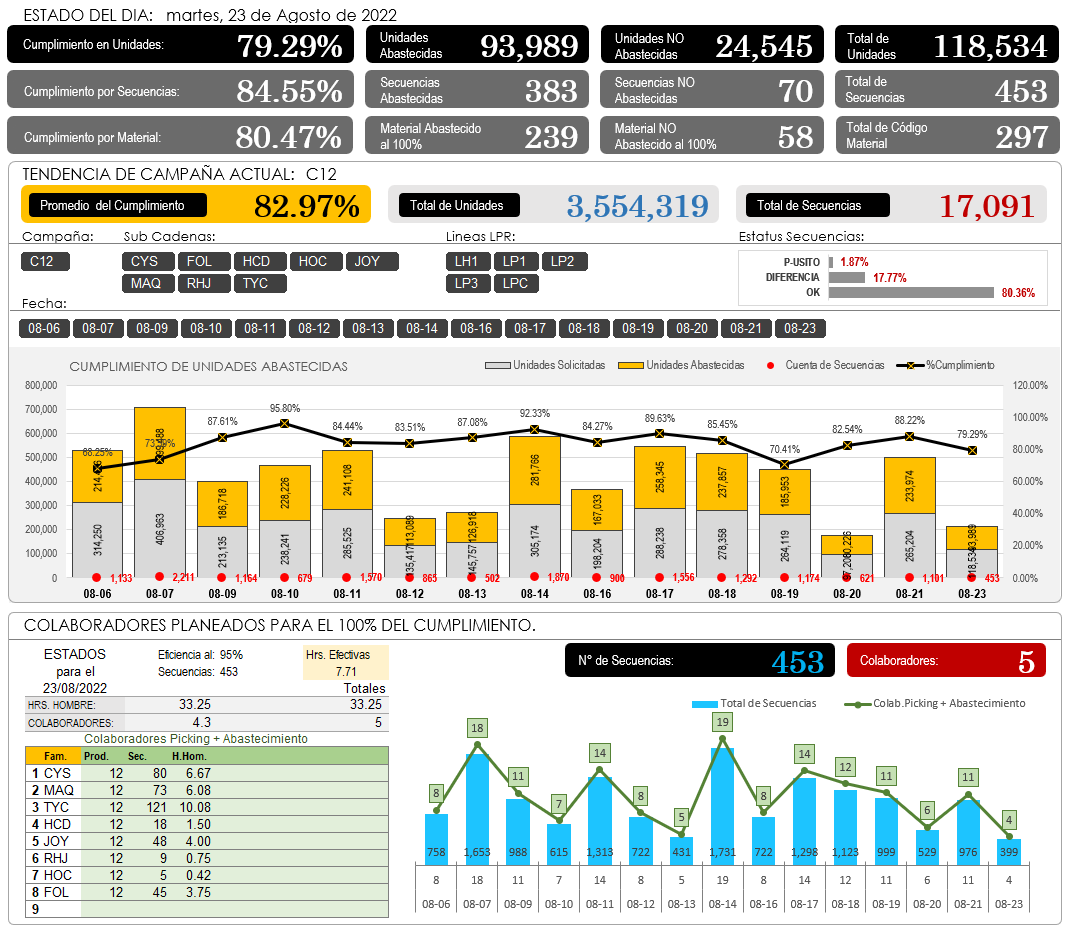 ESTADO DEL DIA: martes, 23 de Agosto de 2022
Cumplimiento en Unidades: 79.29%
Unidades Abastecidas 93,989
Unidades NO Abastecidas 24,545
Total de Unidades 118,534
Cumplimiento por Secuencias: 84.55%
Secuencias Abastecidas 383
Secuencias NO Abastecidas 70
Total de Secuencias 453
Cumplimiento por Material: 80.47%
Material Abastecido al 100% 239
Material NO Abastecido al 100% 58
Total de Código Material 297
TENDENCIA DE CAMPAÑA ACTUAL: C12
Promedio del Cumplimiento 82.97%
Total de Unidades 3,554,319
Total de Secuencias 17,091
Campaña: Sub Cadenas: Lineas LPR: Estatus Secuencias:
C12 CYS FOL HCD HOC JOY LH1 LP1 LP2
MAQ RHJ TYC LP3 LPC
P-USITO 1.87%
DIFERENCIA 17.77%
OK 80.36%
Fecha:
08-06 08-07 08-09 08-10 08-11 08-12 08-13 08-14 08-16 08-17 08-18 08-19 08-20 08-21 08-23
CUMPLIMIENTO DE UNIDADES ABASTECIDAS
Unidades Solicitadas Unidades Abastecidas Cuenta de Secuencias %Cumplimiento
800,000 700,000 600,000 500,000 400,000 300,000 200,000 100,000 0
120.00% 100.00% 80.00% 60.00% 40.00% 20.00% 0.00%
68.25% 73.59% 87.61% 95.80% 84.44% 83.51% 87.08% 92.33% 84.27% 89.63% 85.45% 70.41% 82.54% 88.22% 79.29%
186,718 228,226 241,108 113,089 126,918 281,766 167,033 258,345 237,857 185,953 80,226 233,974 93,989
314,250 406,963 213,135 238,241 285,525 135,417 145,757 305,174 198,204 288,238 278,358 264,119 265,204 118,534
1,133 2,211 1,164 679 1,570 865 502 1,870 900 1,556 1,292 1,174 621 1,101 453
08-06 08-07 08-09 08-10 08-11 08-12 08-13 08-14 08-16 08-17 08-18 08-19 08-20 08-21 08-23
COLABORADORES PLANEADOS PARA EL 100% DEL CUMPLIMIENTO.
ESTADOS Eficiencia al: 95% Hrs. Efectivas
para el Secuencias: 453 7.71
23/08/2022 Totales
HRS. HOMBRE: 33.25 33.25
COLABORADORES: 4.3 5
Colaboradores Picking + Abastecimiento
Fam. Prod. Sec. H.Hom.
1 CYS 12 80 6.67
2 MAQ 12 73 6.08
3 TYC 12 121 10.08
4 HCD 12 18 1.50
5 JOY 12 48 4.00
6 RHJ 12 9 0.75
7 HOC 12 5 0.42
8 FOL 12 45 3.75
9
N° de Secuencias: 453
Colaboradores: 5
Total de Secuencias Colab.Picking + Abastecimiento
8 18 11 7 14 8 5 19 8 14 12 11 6 11 4
758 1,653 988 615 1,313 722 431 1,731 722 1,298 1,123 999 529 976 399
8 18 11 7 14 8 5 19 8 14 12 11 6 11 4
08-06 08-07 08-09 08-10 08-11 08-12 08-13 08-14 08-16 08-17 08-18 08-19 08-20 08-21 08-23